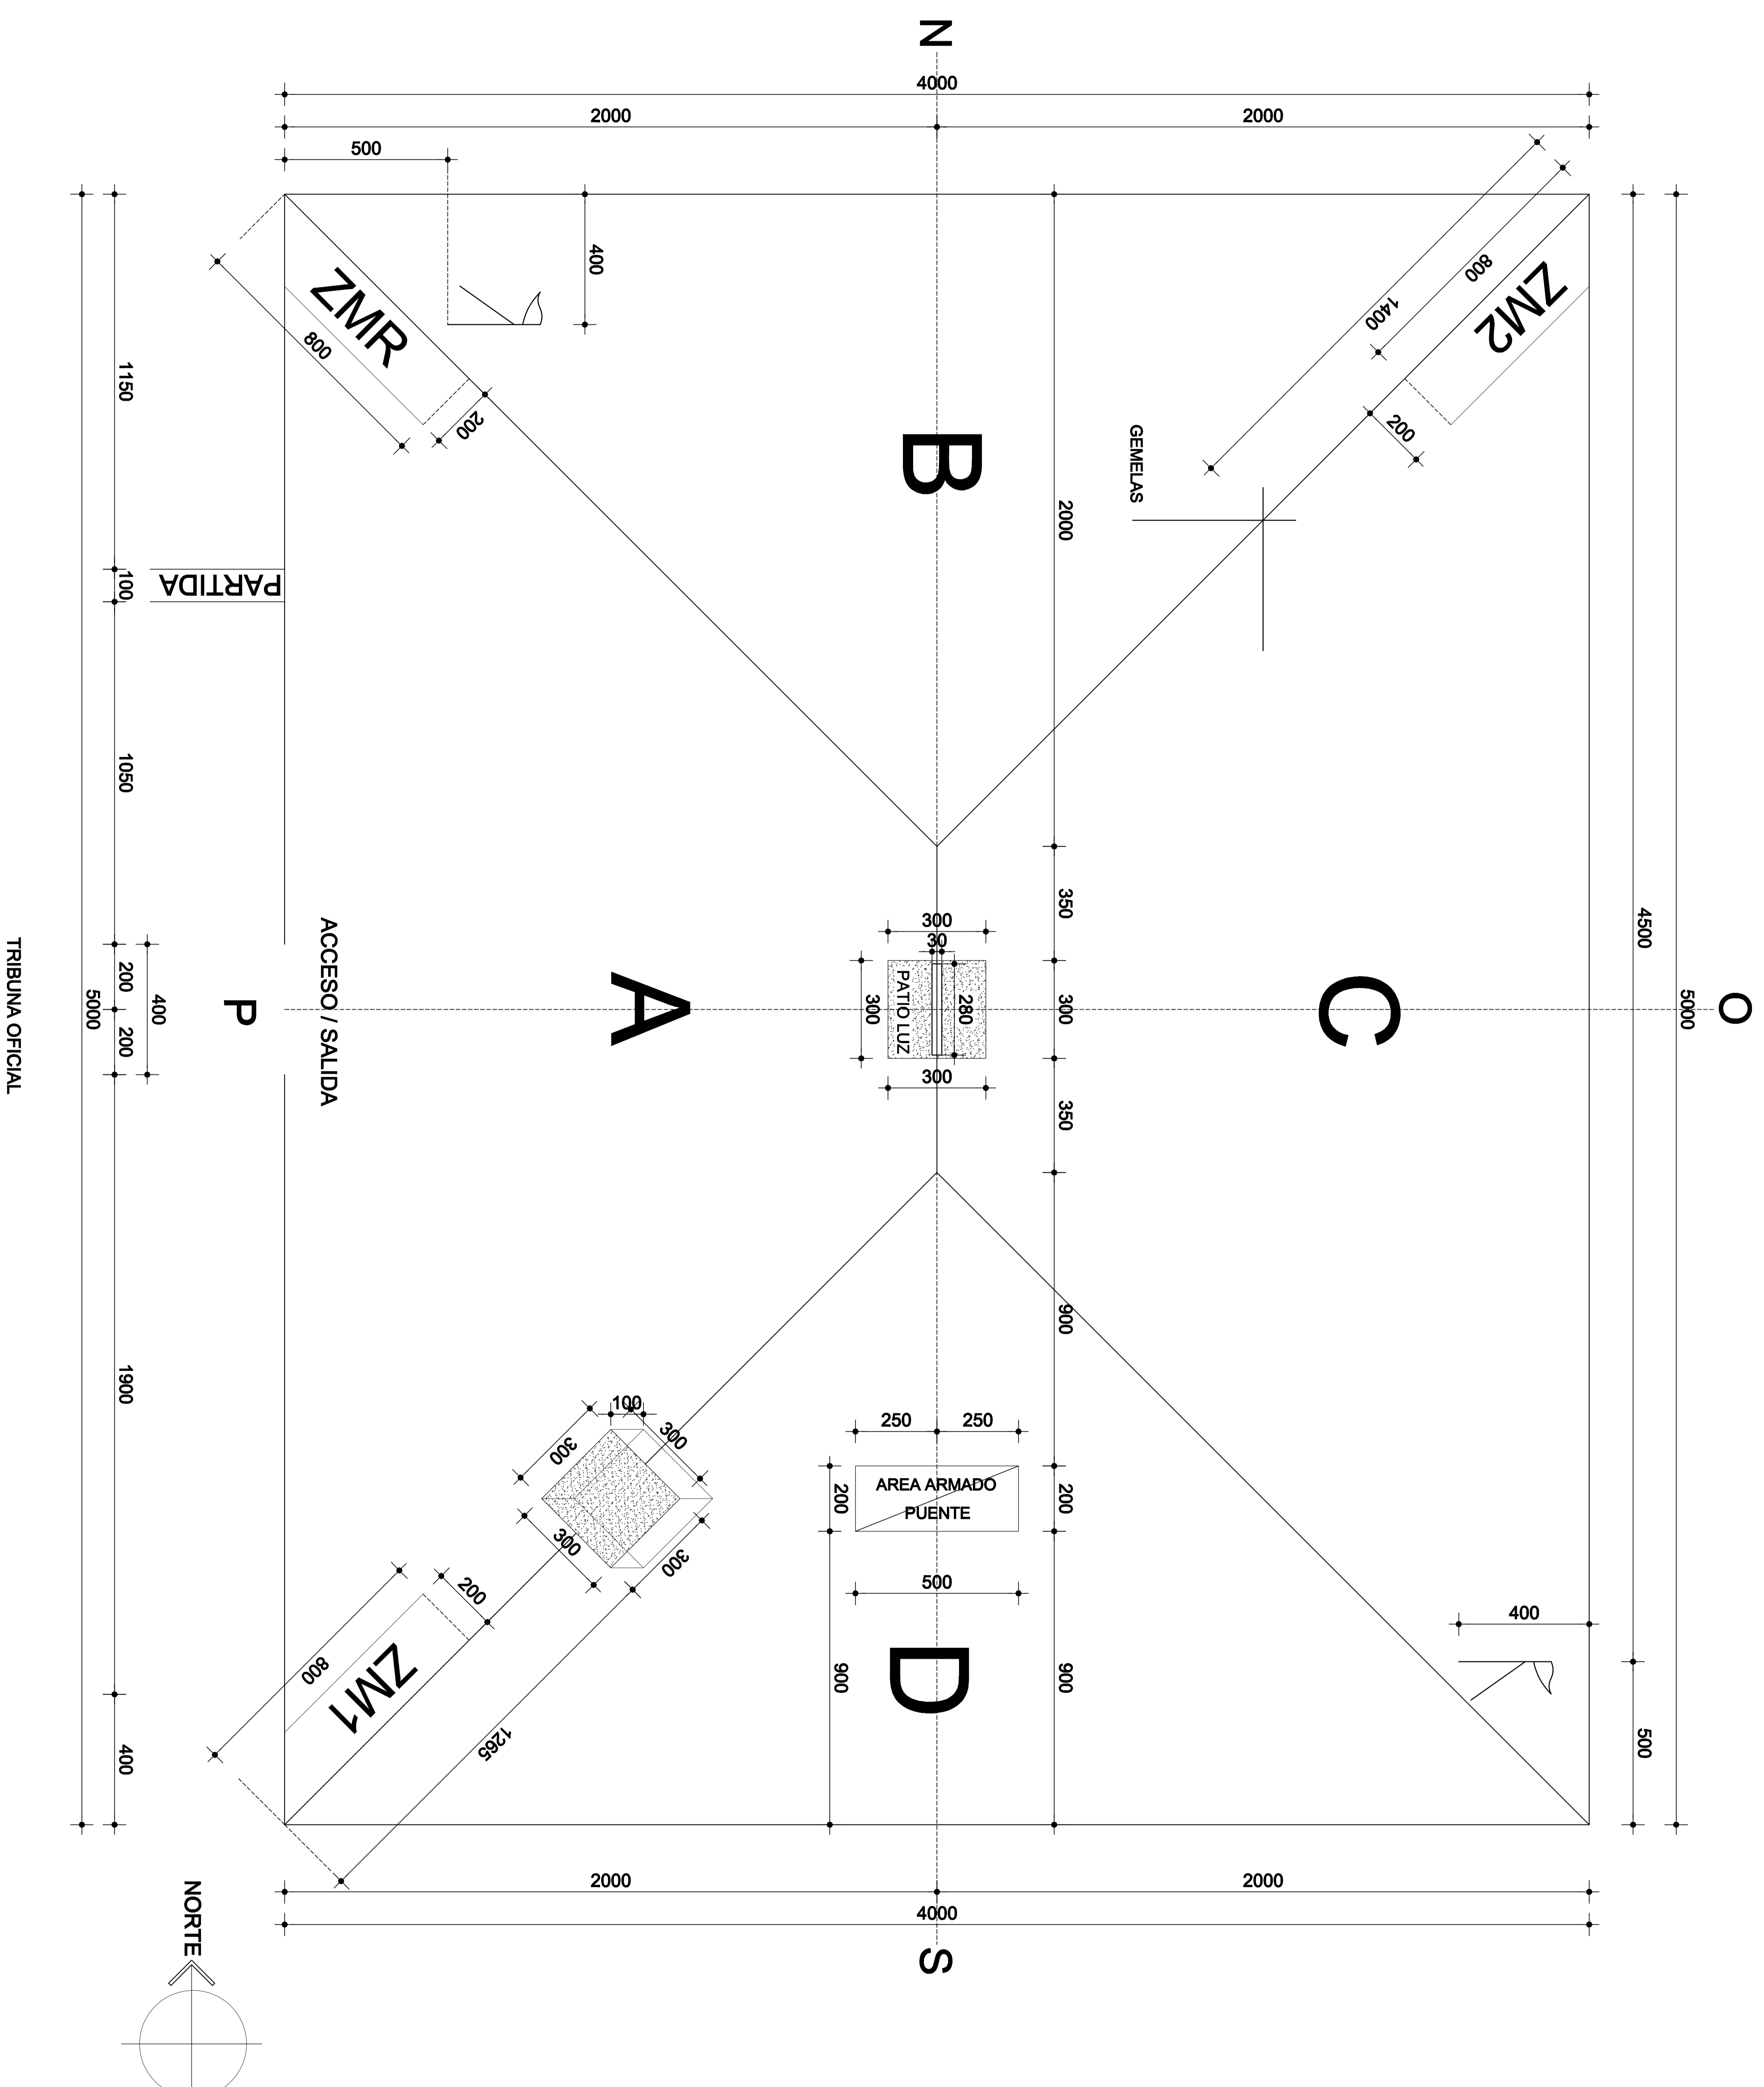 N
4000
2000
2000
500
400
800
1400
ZM2
200
ZMR
800
200
GEMELAS
B
2000
1150
100
PARTIDA
1050
4500
5000
O
350
300
30
PATIO LUZ
280
300
300
300
350
ACCESO / SALIDA
A
C
P
200
200
400
5000
TRIBUNA OFICIAL
900
100
300
300
300
300
250
250
AREA ARMADO
PUENTE
200
200
500
900
900
D
400
500
1900
400
200
800
ZM1
1265
2000
2000
4000
S
NORTE